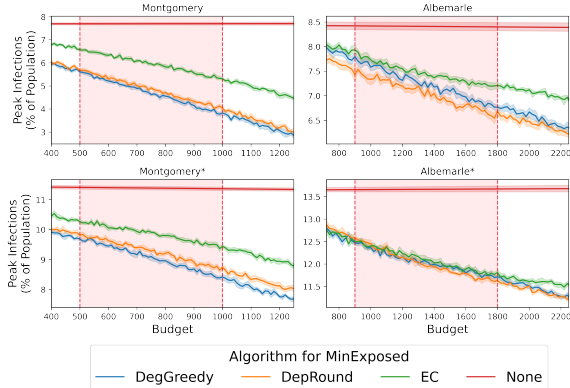 Montgomery
Albemarle
Peak Infections
(% of Population)
8
7
6
5
4
3
400 500 600 700 800 900 1000 1100 1200
8.5
8.0
7.5
7.0
6.5
800 1000 1200 1400 1600 1800 2000 2200
Montgomery*
Albemarle*
Peak Infections
(% of Population)
11
10
9
8
400 500 600 700 800 900 1000 1100 1200
Budget
13.5
13.0
12.5
12.0
11.5
800 1000 1200 1400 1600 1800 2000 2200
Budget
Algorithm for MinExposed
DegGreedy DepRound EC None